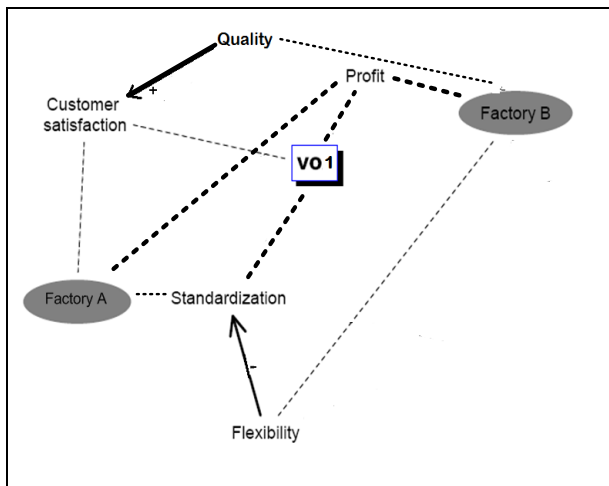 Quality
Profit
+
Customer
satisfaction
Factory B
VO1
Factory A
Standardization
-
Flexibility